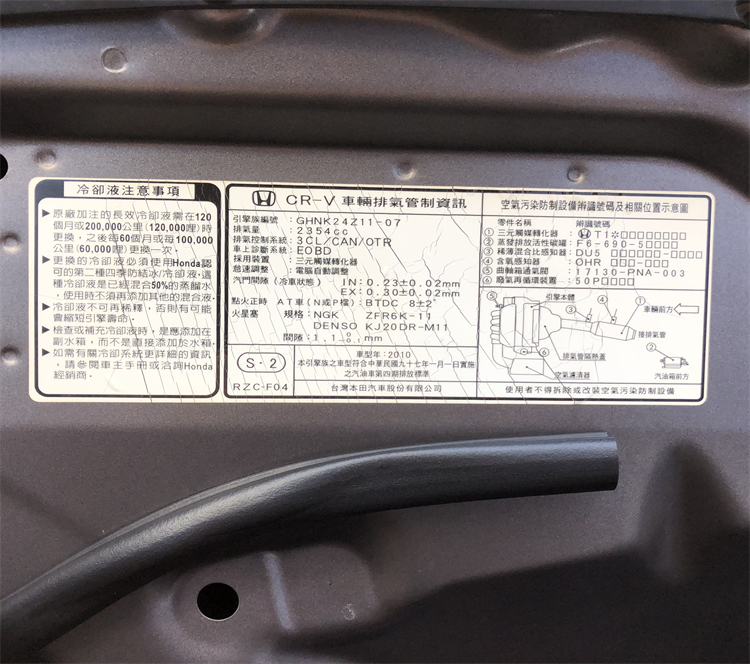 冷卻液注意事項
▶原廠加注的長效冷卻液需在120
個月或200,000公里(120,000哩)時
更換，之後每60個月或每100,000
公里(60,000哩)更換一次．
▶更換的冷卻液必須使用Honda認
可的第二種四季防結冰冷卻液．這
種冷卻液是已經混合50%的蒸餾水
，使用時不須再添加其他的混合液．
▶冷卻液不可再稀釋，否則有可能
會縮短引擎壽命．
▶檢查或補充冷卻液時，是應添加在
副水箱，而不是直接添加於水箱．
▶如需有關冷卻系統更詳細的資訊
，請參閱車主手冊或洽詢Honda
經銷商．
CR-V 車輛排氣管制資訊
引擎族編號：GHNK24Z11-07
排氣量：2354cc
排氣控制系統：3CL/CAN/OTR
車上診斷系統：EOBD
採用裝置：三元觸媒轉化器
怠速調整：電腦自動調整
汽門間隙（冷車狀態） IN：0.23±0.02mm
EX：0.30±0.02mm
點火正時 AT車(N或P檔)：BTDC 8±2°
火星塞 規格：NGK ZFR6K-11
DENSO KJ20DR-M11
間隙：1.1-0.1 mm
S・2
車型年：2010
本引擎族之車型符合中華民國九十七年一月一日實施
之汽油車第四期排放標準
RZC-F04
台灣本田汽車股份有限公司
空氣污染防制設備辨識號碼及相關位置示意圖
零件名稱 辨識號碼
① 三元觸媒轉化器：T1※□□□□□□□□□□
② 蒸發排放活性碳罐：F6-690-5□□□□□
③ 稀薄混合比感知器：DU5 □□□□□□-□□□□
④ 含氧感知器：OHR □□□-□□□
⑤ 曲軸箱通氣閥：17130-PNA-003
⑥ 廢氣再循環裝置：50P□□□□
引擎本體
⑤
③
④
①
車輛前方
接排氣管
⑥
排氣管隔熱蓋
空氣濾清器
②
汽油箱前方
使用者不得拆除或改裝空氣污染防制設備